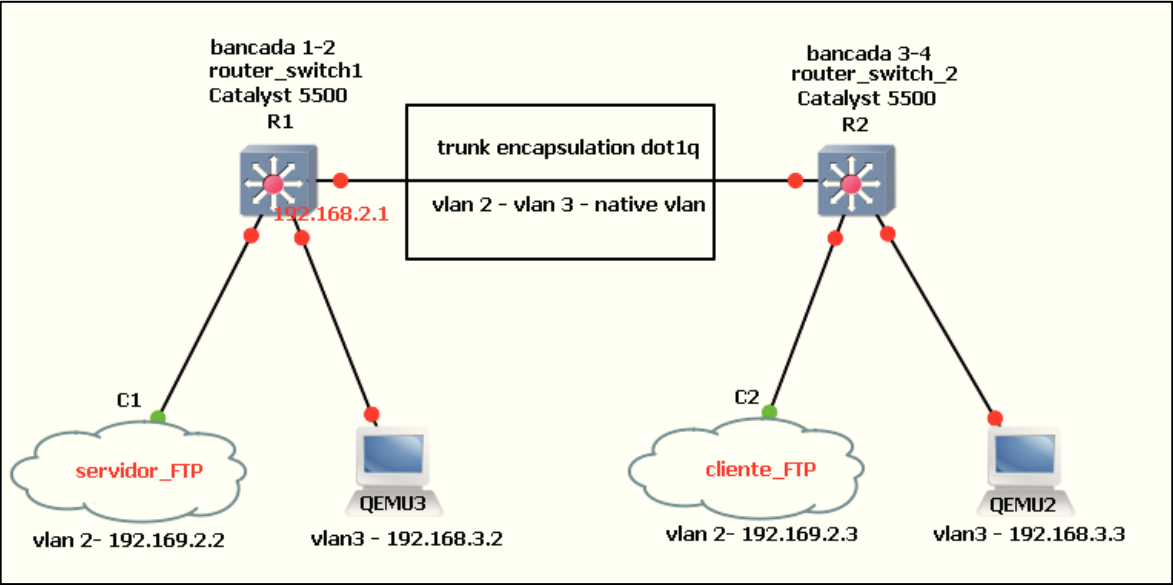 bancada 1-2
router_switch1
Catalyst 5500
R1
bancada 3-4
router_switch_2
Catalyst 5500
R2
trunk encapsulation dot1q
vlan 2 - vlan 3 - native vlan
192.168.2.1
C1
servidor_FTP
vlan 2- 192.169.2.2
QEMU3
vlan3 - 192.168.3.2
C2
cliente_FTP
vlan 2- 192.169.2.3
QEMU2
vlan3 - 192.168.3.3